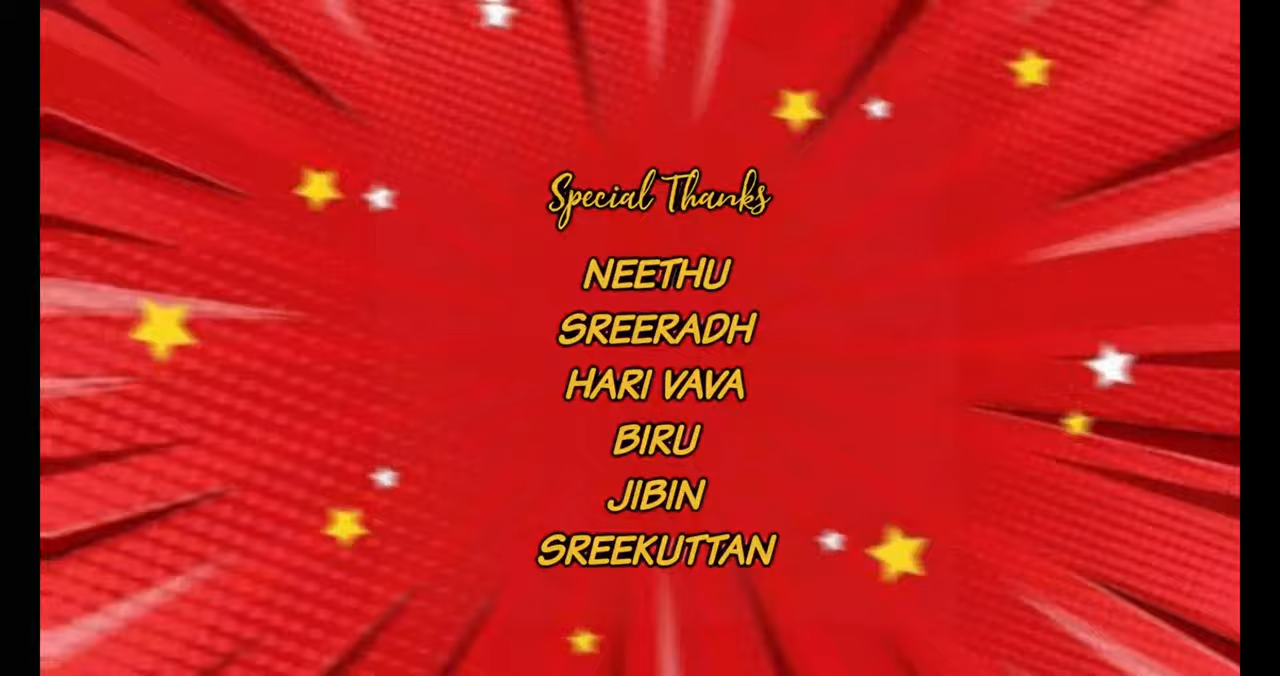 Special Thanks
NEETHU
SREERADH
HARI VAVA
BIRU
JIBIN
SREEKUTTAN